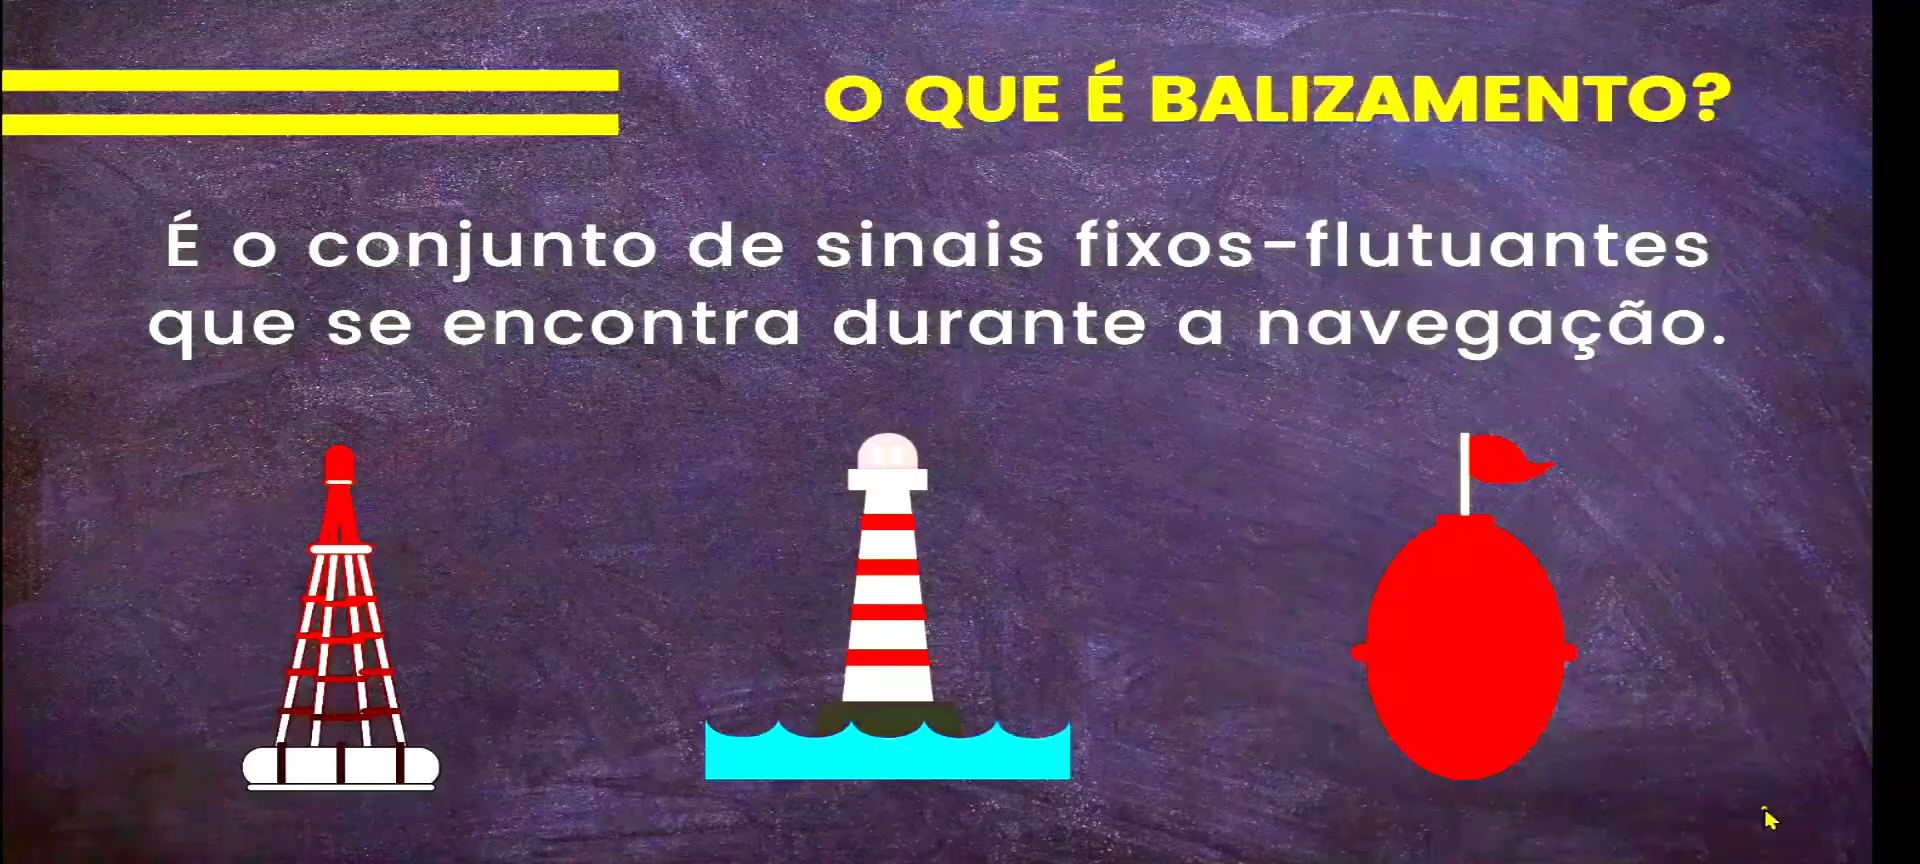 O QUE É BALIZAMENTO?
É o conjunto de sinais fixos-flutuantes
que se encontra durante a navegação.